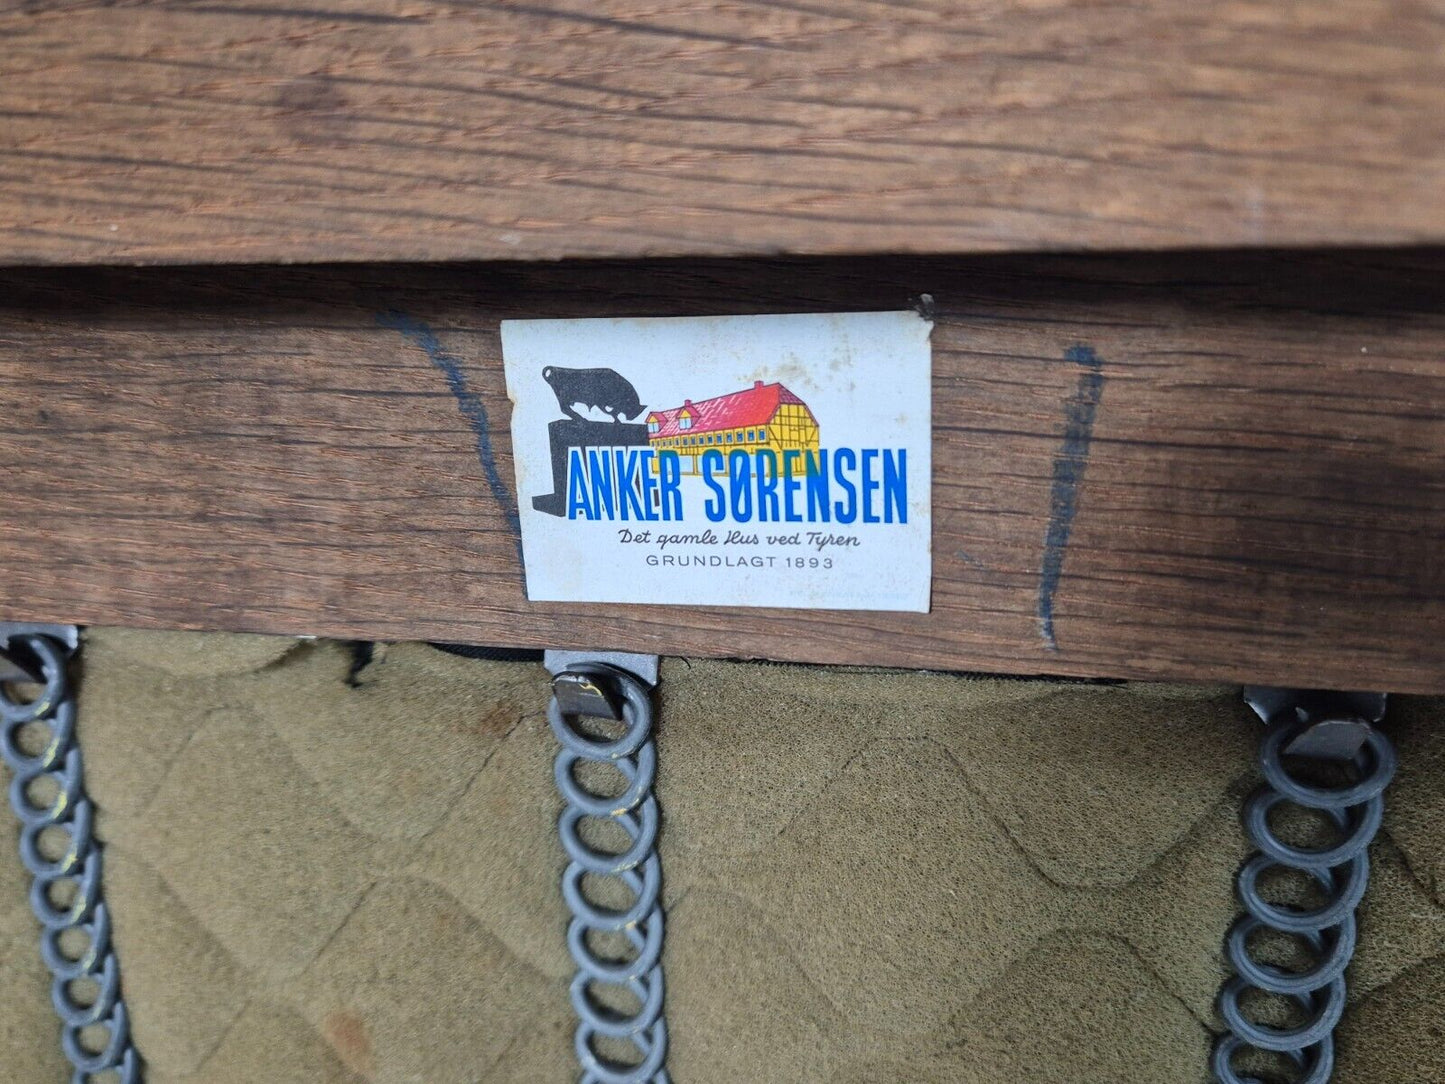 ANKER SØRENSEN
Det gamle Hus ved Tyren
GRUNDLAGT 1893